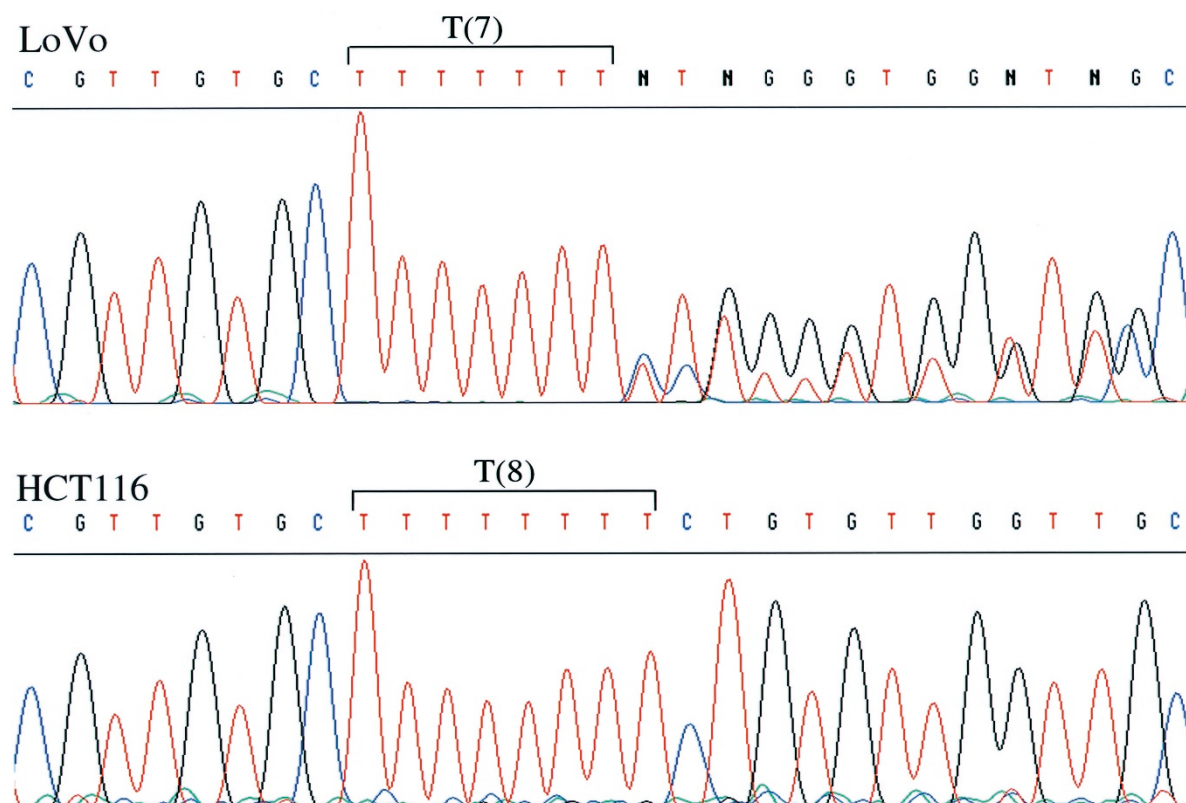 T(7)
LoVo
C G T T G T G C T T T T T T T N T N G G G T G G N T N G C
T(8)
HCT116
C G T T G T G C T T T T T T T T C T G T G T T G G T T G C